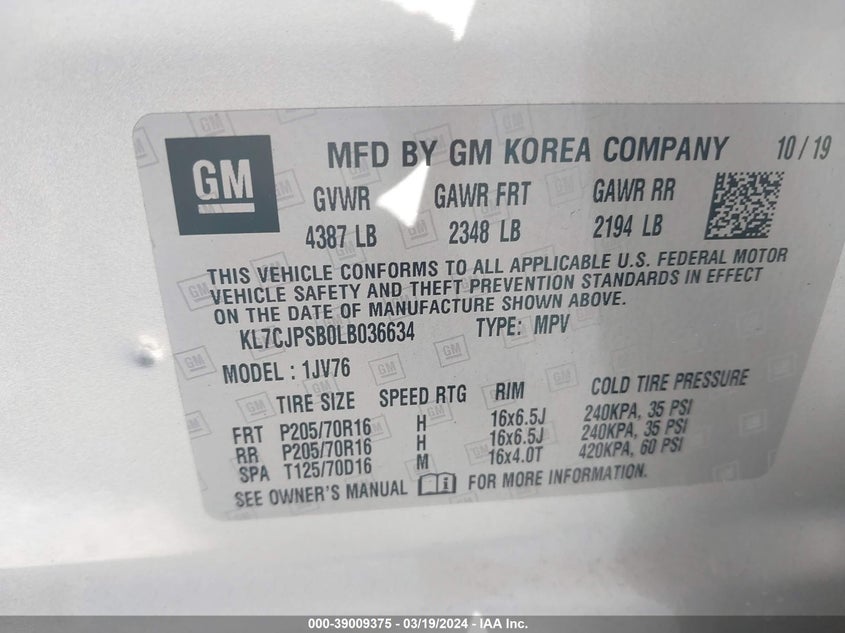 GM
MFD BY GM KOREA COMPANY 10/19
GVWR GAWR FRT GAWR RR
4387 LB 2348 LB 2194 LB
THIS VEHICLE CONFORMS TO ALL APPLICABLE U.S. FEDERAL MOTOR
VEHICLE SAFETY AND THEFT PREVENTION STANDARDS IN EFFECT
ON THE DATE OF MANUFACTURE SHOWN ABOVE.
KL7CJPSB0LB036634 TYPE: MPV
MODEL: 1JV76
TIRE SIZE SPEED RTG RIM COLD TIRE PRESSURE
FRT P205/70R16 H 16x6.5J 240KPA, 35 PSI
RR P205/70R16 H 16x6.5J 240KPA, 35 PSI
SPA T125/70D16 M 16x4.0T 420KPA, 60 PSI
SEE OWNER'S MANUAL FOR MORE INFORMATION.
000-39009375 - 03/19/2024 - IAA Inc.